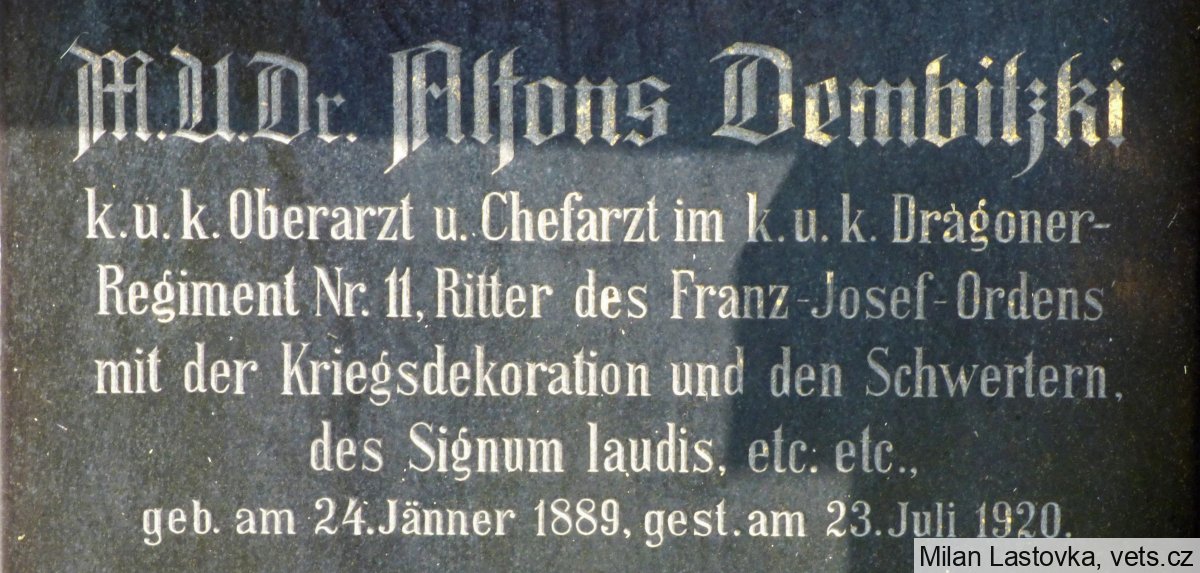 M.U.Dr. Alfons Dembitzki
k.u.k. Oberarzt u. Chefarzt im k.u.k. Dragoner-
Regiment Nr. 11, Ritter des Franz-Josef-Ordens
mit der Kriegsdekoration und den Schwertern,
des Signum laudis, etc. etc.,
geb. am 24. Jänner 1889, gest. am 23. Juli 1920.
Milan Lastovka, vets.cz